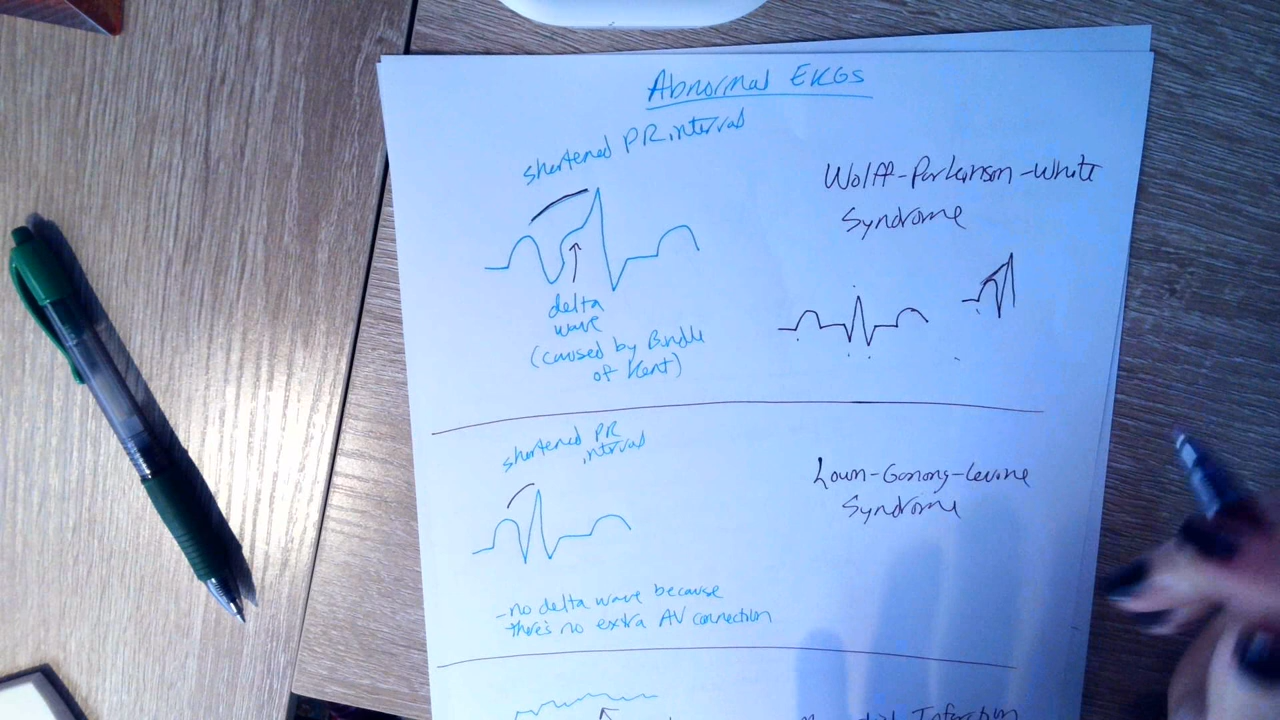 Abnormal EKGs
shortened PR interval
Wolff-Parkinson-White
Syndrome
delta
wave
(caused by Bundle
of Kent)
shortened PR
interval
Lown-Ganong-Levine
Syndrome
-no delta wave because
there's no extra AV connection
Infarction